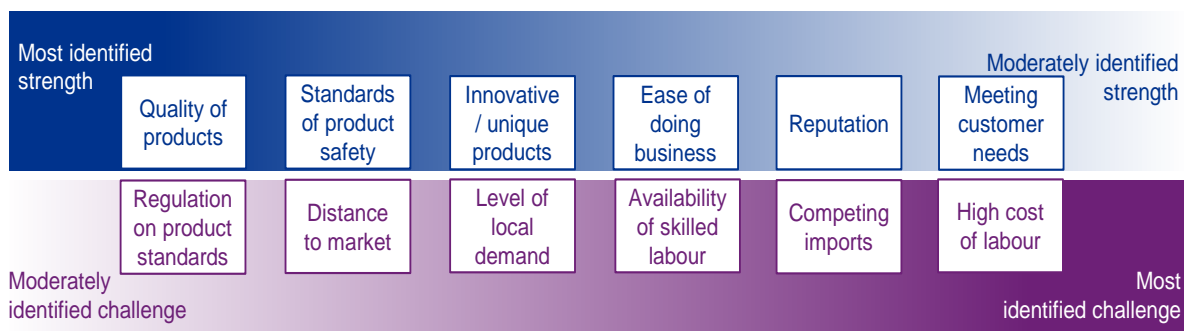 Most identified
strength
Quality of
products
Standards
of product
safety
Innovative
/ unique
products
Ease of
doing
business
Reputation
Meeting
customer
needs
Moderately identified
strength
Regulation
on product
standards
Distance
to market
Level of
local
demand
Availability
of skilled
labour
Competing
imports
High cost
of labour
Moderately
identified challenge
Most
identified challenge